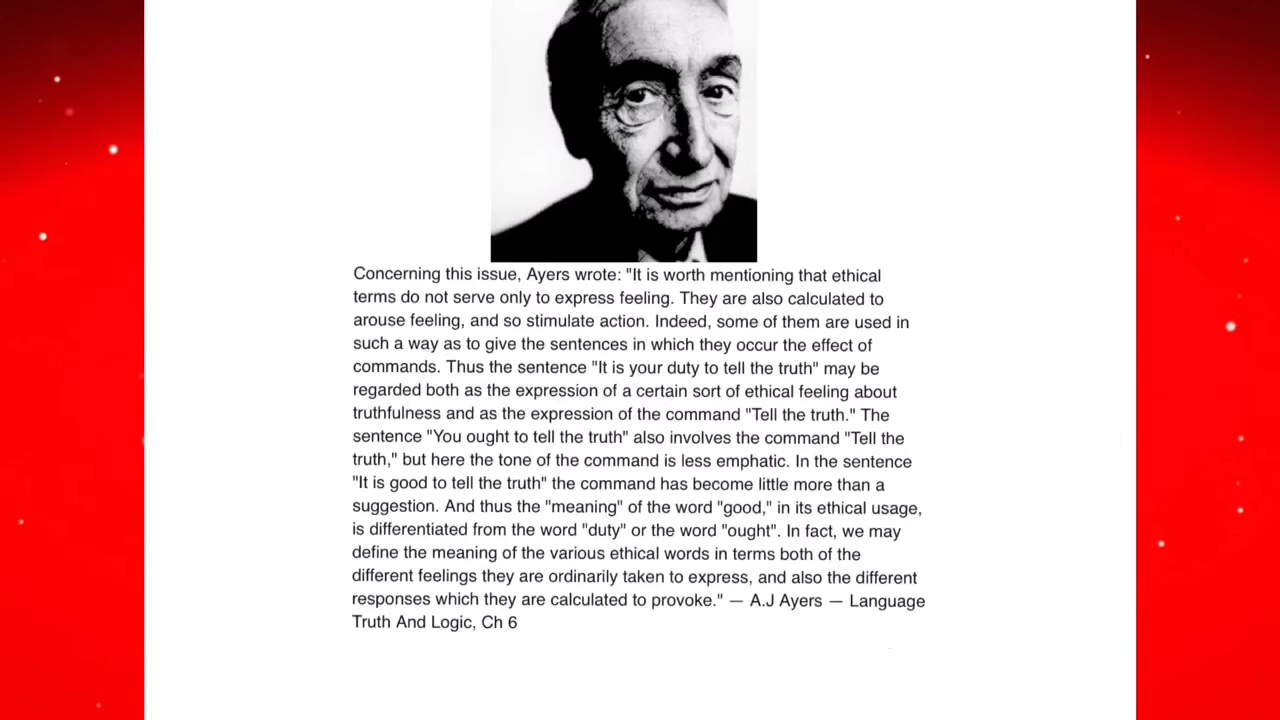 Concerning this issue, Ayers wrote: "It is worth mentioning that ethical
terms do not serve only to express feeling. They are also calculated to
arouse feeling, and so stimulate action. Indeed, some of them are used in
such a way as to give the sentences in which they occur the effect of
commands. Thus the sentence "It is your duty to tell the truth" may be
regarded both as the expression of a certain sort of ethical feeling about
truthfulness and as the expression of the command "Tell the truth." The
sentence "You ought to tell the truth" also involves the command "Tell the
truth," but here the tone of the command is less emphatic. In the sentence
"It is good to tell the truth" the command has become little more than a
suggestion. And thus the "meaning" of the word "good," in its ethical usage,
is differentiated from the word "duty" or the word "ought". In fact, we may
define the meaning of the various ethical words in terms both of the
different feelings they are ordinarily taken to express, and also the different
responses which they are calculated to provoke." — A.J Ayers — Language
Truth And Logic, Ch 6